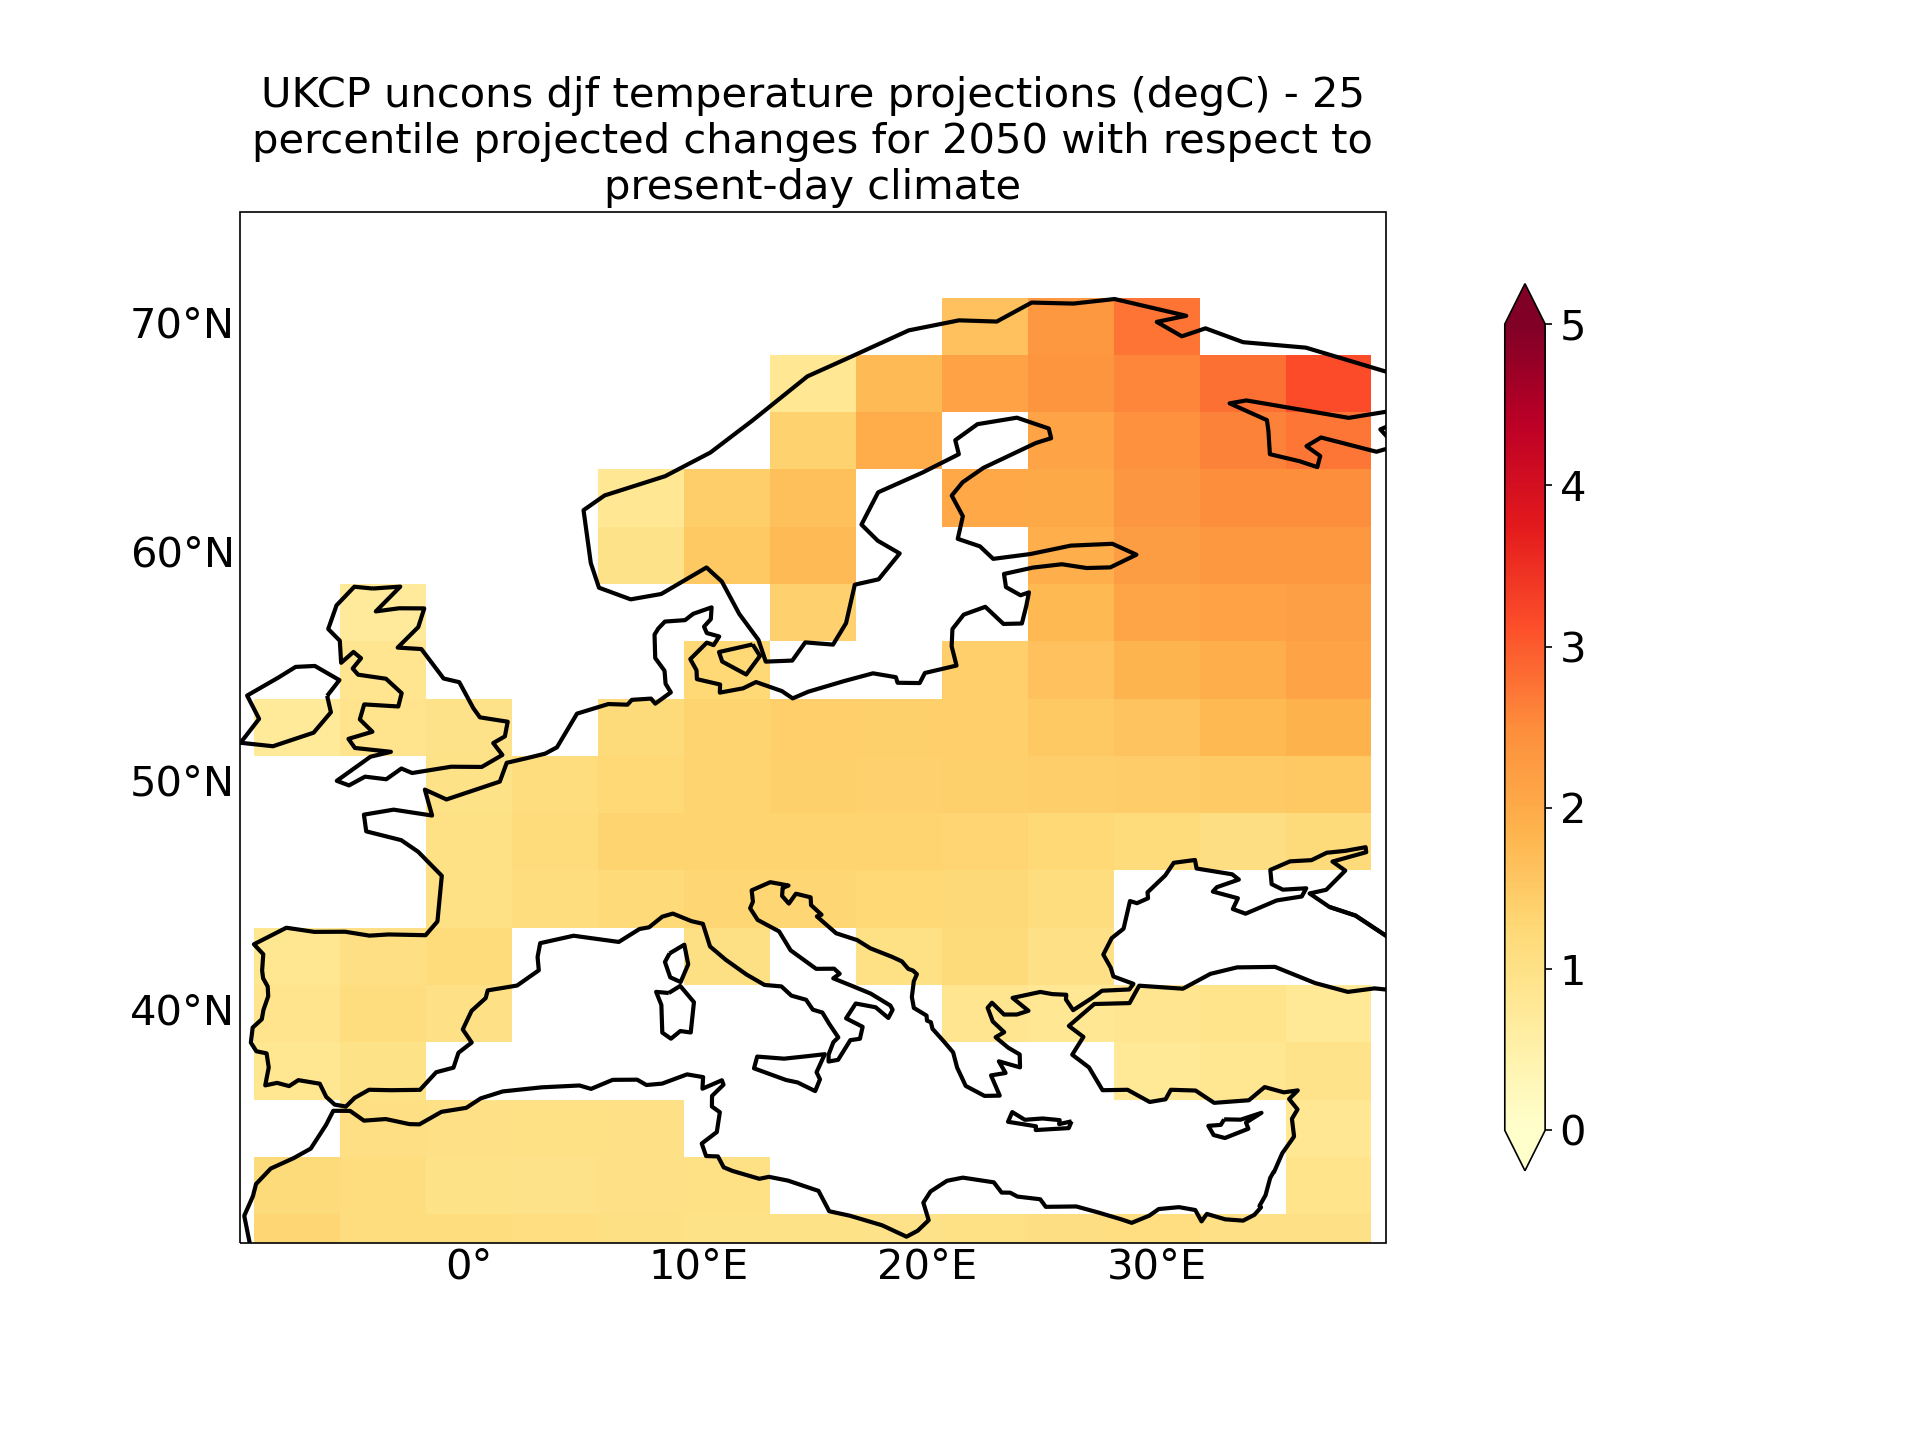 UKCP uncons djf temperature projections (degC) - 25
percentile projected changes for 2050 with respect to
present-day climate
70°N
60°N
50°N
40°N
0°
10°E
20°E
30°E
5
4
3
2
1
0